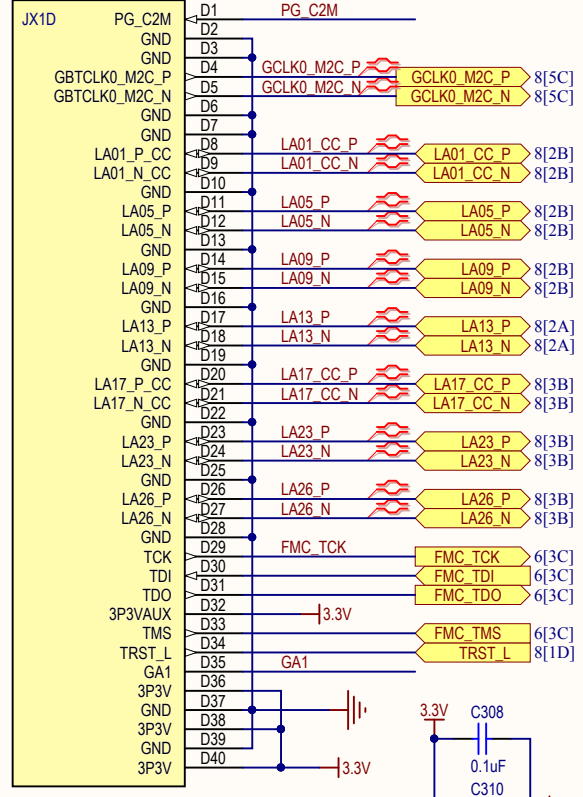 JX1D PG_C2M D1 PG_C2M
GND D2
GND D3
GBTCLK0_M2C_P D4 GCLK0_M2C_P GCLK0_M2C_P 8[5C]
GBTCLK0_M2C_N D5 GCLK0_M2C_N GCLK0_M2C_N 8[5C]
GND D6
GND D7
LA01_P_CC D8 LA01_CC_P LA01_CC_P 8[2B]
LA01_N_CC D9 LA01_CC_N LA01_CC_N 8[2B]
GND D10
LA05_P D11 LA05_P LA05_P 8[2B]
LA05_N D12 LA05_N LA05_N 8[2B]
GND D13
LA09_P D14 LA09_P LA09_P 8[2B]
LA09_N D15 LA09_N LA09_N 8[2B]
GND D16
LA13_P D17 LA13_P LA13_P 8[2A]
LA13_N D18 LA13_N LA13_N 8[2A]
GND D19
LA17_P_CC D20 LA17_CC_P LA17_CC_P 8[3B]
LA17_N_CC D21 LA17_CC_N LA17_CC_N 8[3B]
GND D22
LA23_P D23 LA23_P LA23_P 8[3B]
LA23_N D24 LA23_N LA23_N 8[3B]
GND D25
LA26_P D26 LA26_P LA26_P 8[3B]
LA26_N D27 LA26_N LA26_N 8[3B]
GND D28
TCK D29 FMC_TCK FMC_TCK 6[3C]
TDI D30 FMC_TDI 6[3C]
TDO D31 FMC_TDO 6[3C]
3P3VAUX D32 3.3V
TMS D33 FMC_TMS 6[3C]
TRST_L D34 TRST_L 8[1D]
GA1 D35 GA1
3P3V D36
GND D37
3P3V D38
GND D39
3P3V D40 3.3V
3.3V C308
0.1uF
C310